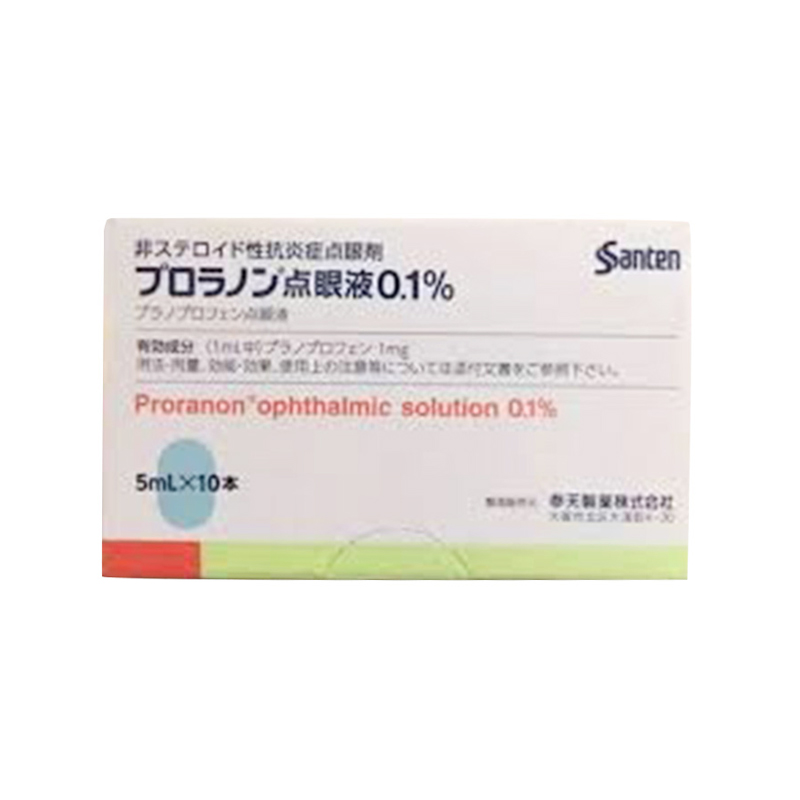 非ステロイド性抗炎症点眼剤
Santen
プロラノン®点眼液0.1%
プラノプロフェン点眼液
有効成分 (1mL中)プラノプロフェン 1mg
用法・用量、効能・効果、使用上の注意等については添付文書をご参照下さい。
Proranon®ophthalmic solution 0.1%
5mL×10本
製造販売元 参天製薬株式会社